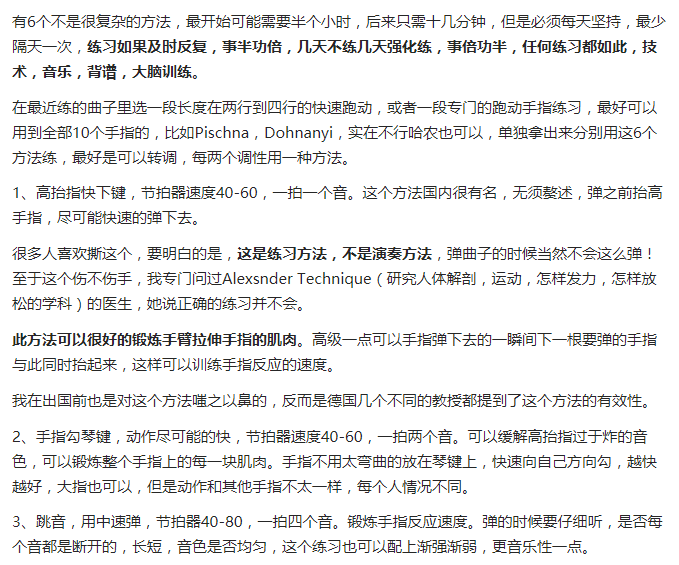 有6个不是很复杂的方法，最开始可能需要半个小时，后来只需十几分钟，但是必须每天坚持，最少
隔天一次，练习如果及时反复，事半功倍，几天不练几天强化练，事倍功半，任何练习都如此，技
术，音乐，背谱，大脑训练。
在最近练的曲子里选一段长度在两行到四行的快速跑动，或者一段专门的跑动手指练习，最好可以
用到全部10个手指的，比如Pischna，Dohnanyi，实在不行哈农也可以，单独拿出来分别用这6个
方法练，最好是可以转调，每两个调性用一种方法。
1、高抬指快下键，节拍器速度40-60，一拍一个音。这个方法国内很有名，无须螯述，弹之前抬高
手指，尽可能快速的弹下去。
很多人喜欢撕这个，要明白的是，这是练习方法，不是演奏方法，弹曲子的时候当然不会这么弹！
至于这个伤不伤手，我专门问过Alexsnder Technique（研究人体解剖，运动，怎样发力，怎样放
松的学科）的医生，她说正确的练习并不会。
此方法可以很好的锻炼手臂拉伸手指的肌肉。高级一点可以手指弹下去的一瞬间下一根要弹的手指
与此同时抬起来，这样可以训练手指反应的速度。
我在出国前也是对这个方法嗤之以鼻的，反而是德国几个不同的教授都提到了这个方法的有效性。
2、手指勾琴键，动作尽可能的快，节拍器速度40-60，一拍两个音。可以缓解高抬指过于炸的音
色，可以锻炼整个手指上的每一块肌肉。手指不用太弯曲的放在琴键上，快速向自己方向勾，越快
越好，大指也可以，但是动作和其他手指不太一样，每个人情况不同。
3、跳音，用中速弹，节拍器40-80，一拍四个音。锻炼手指反应速度。弹的时候要仔细听，是否每
个音都是断开的，长短，音色是否均匀，这个练习也可以配上渐强渐弱，更音乐性一点。